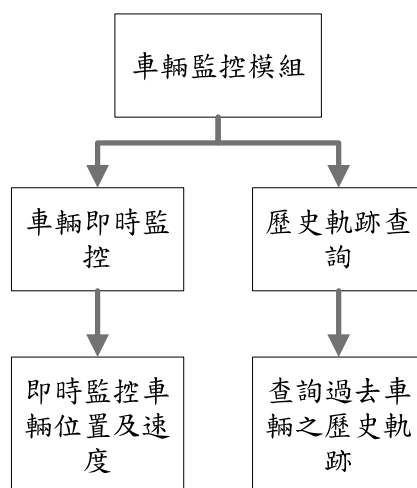 車輛監控模組
車輛即時監
控
歷史軌跡查
詢
即時監控車
輛位置及速
度
查詢過去車
輛之歷史軌
跡